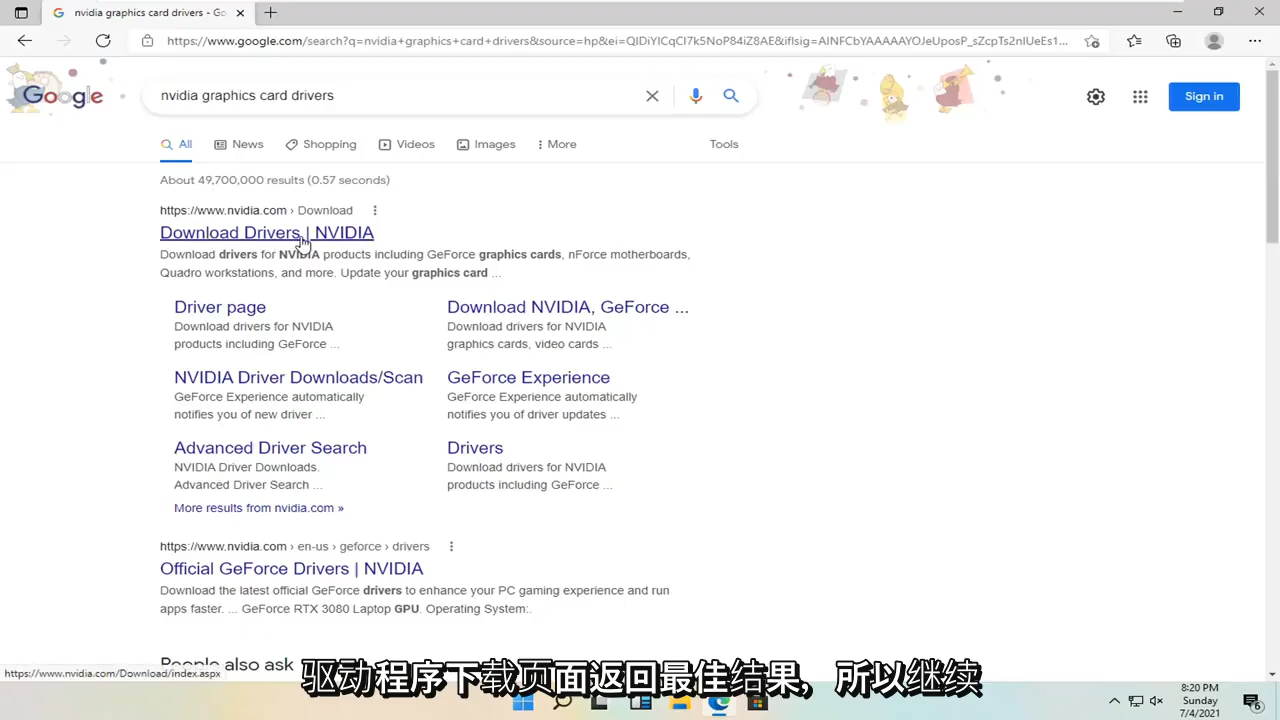 nvidia graphics card drivers - Go
https://www.google.com/search?q=nvidia+graphics+card+drivers&source=hp&ei=QIDiYICqCI7k5NoP84iZ8AE&iflsig=AINFCbYAAAAAYOJeUposP_sZcpTs2nIUeEs1...
Google
nvidia graphics card drivers
Sign in
All News Shopping Videos Images More Tools
About 49,700,000 results (0.57 seconds)
https://www.nvidia.com › Download
Download Drivers | NVIDIA
Download drivers for NVIDIA products including GeForce graphics cards, nForce motherboards,
Quadro workstations, and more. Update your graphics card ...
Driver page
Download drivers for NVIDIA
products including GeForce ...
Download NVIDIA, GeForce ...
Download drivers for NVIDIA
graphics cards, video cards ...
NVIDIA Driver Downloads/Scan
GeForce Experience automatically
notifies you of new driver ...
GeForce Experience
GeForce Experience automatically
notifies you of driver updates ...
Advanced Driver Search
NVIDIA Driver Downloads.
Advanced Driver Search ...
Drivers
Download drivers for NVIDIA
products including GeForce ...
More results from nvidia.com »
https://www.nvidia.com › en-us › geforce › drivers
Official GeForce Drivers | NVIDIA
Download the latest official GeForce drivers to enhance your PC gaming experience and run
apps faster. ... GeForce RTX 3080 Laptop GPU. Operating System:.
People also ask
https://www.nvidia.com/Download/index.aspx
驱动程序下载页面返回最佳结果，所以继续
8:20 PM
Sunday
7/4/2021
6